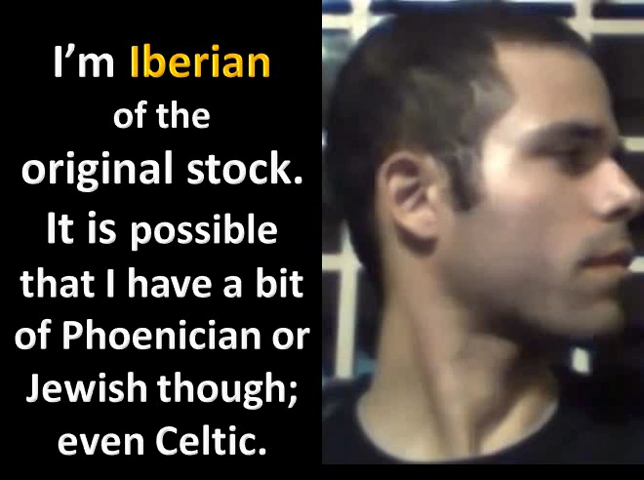 I’m Iberian
of the
original stock.
It is possible
that I have a bit
of Phoenician or
Jewish though;
even Celtic.